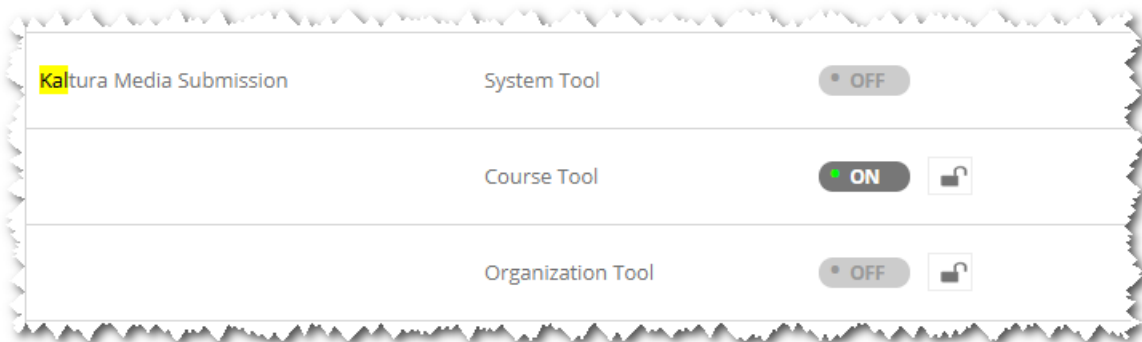 Kaltura Media Submission System Tool OFF
Course Tool ON
Organization Tool OFF